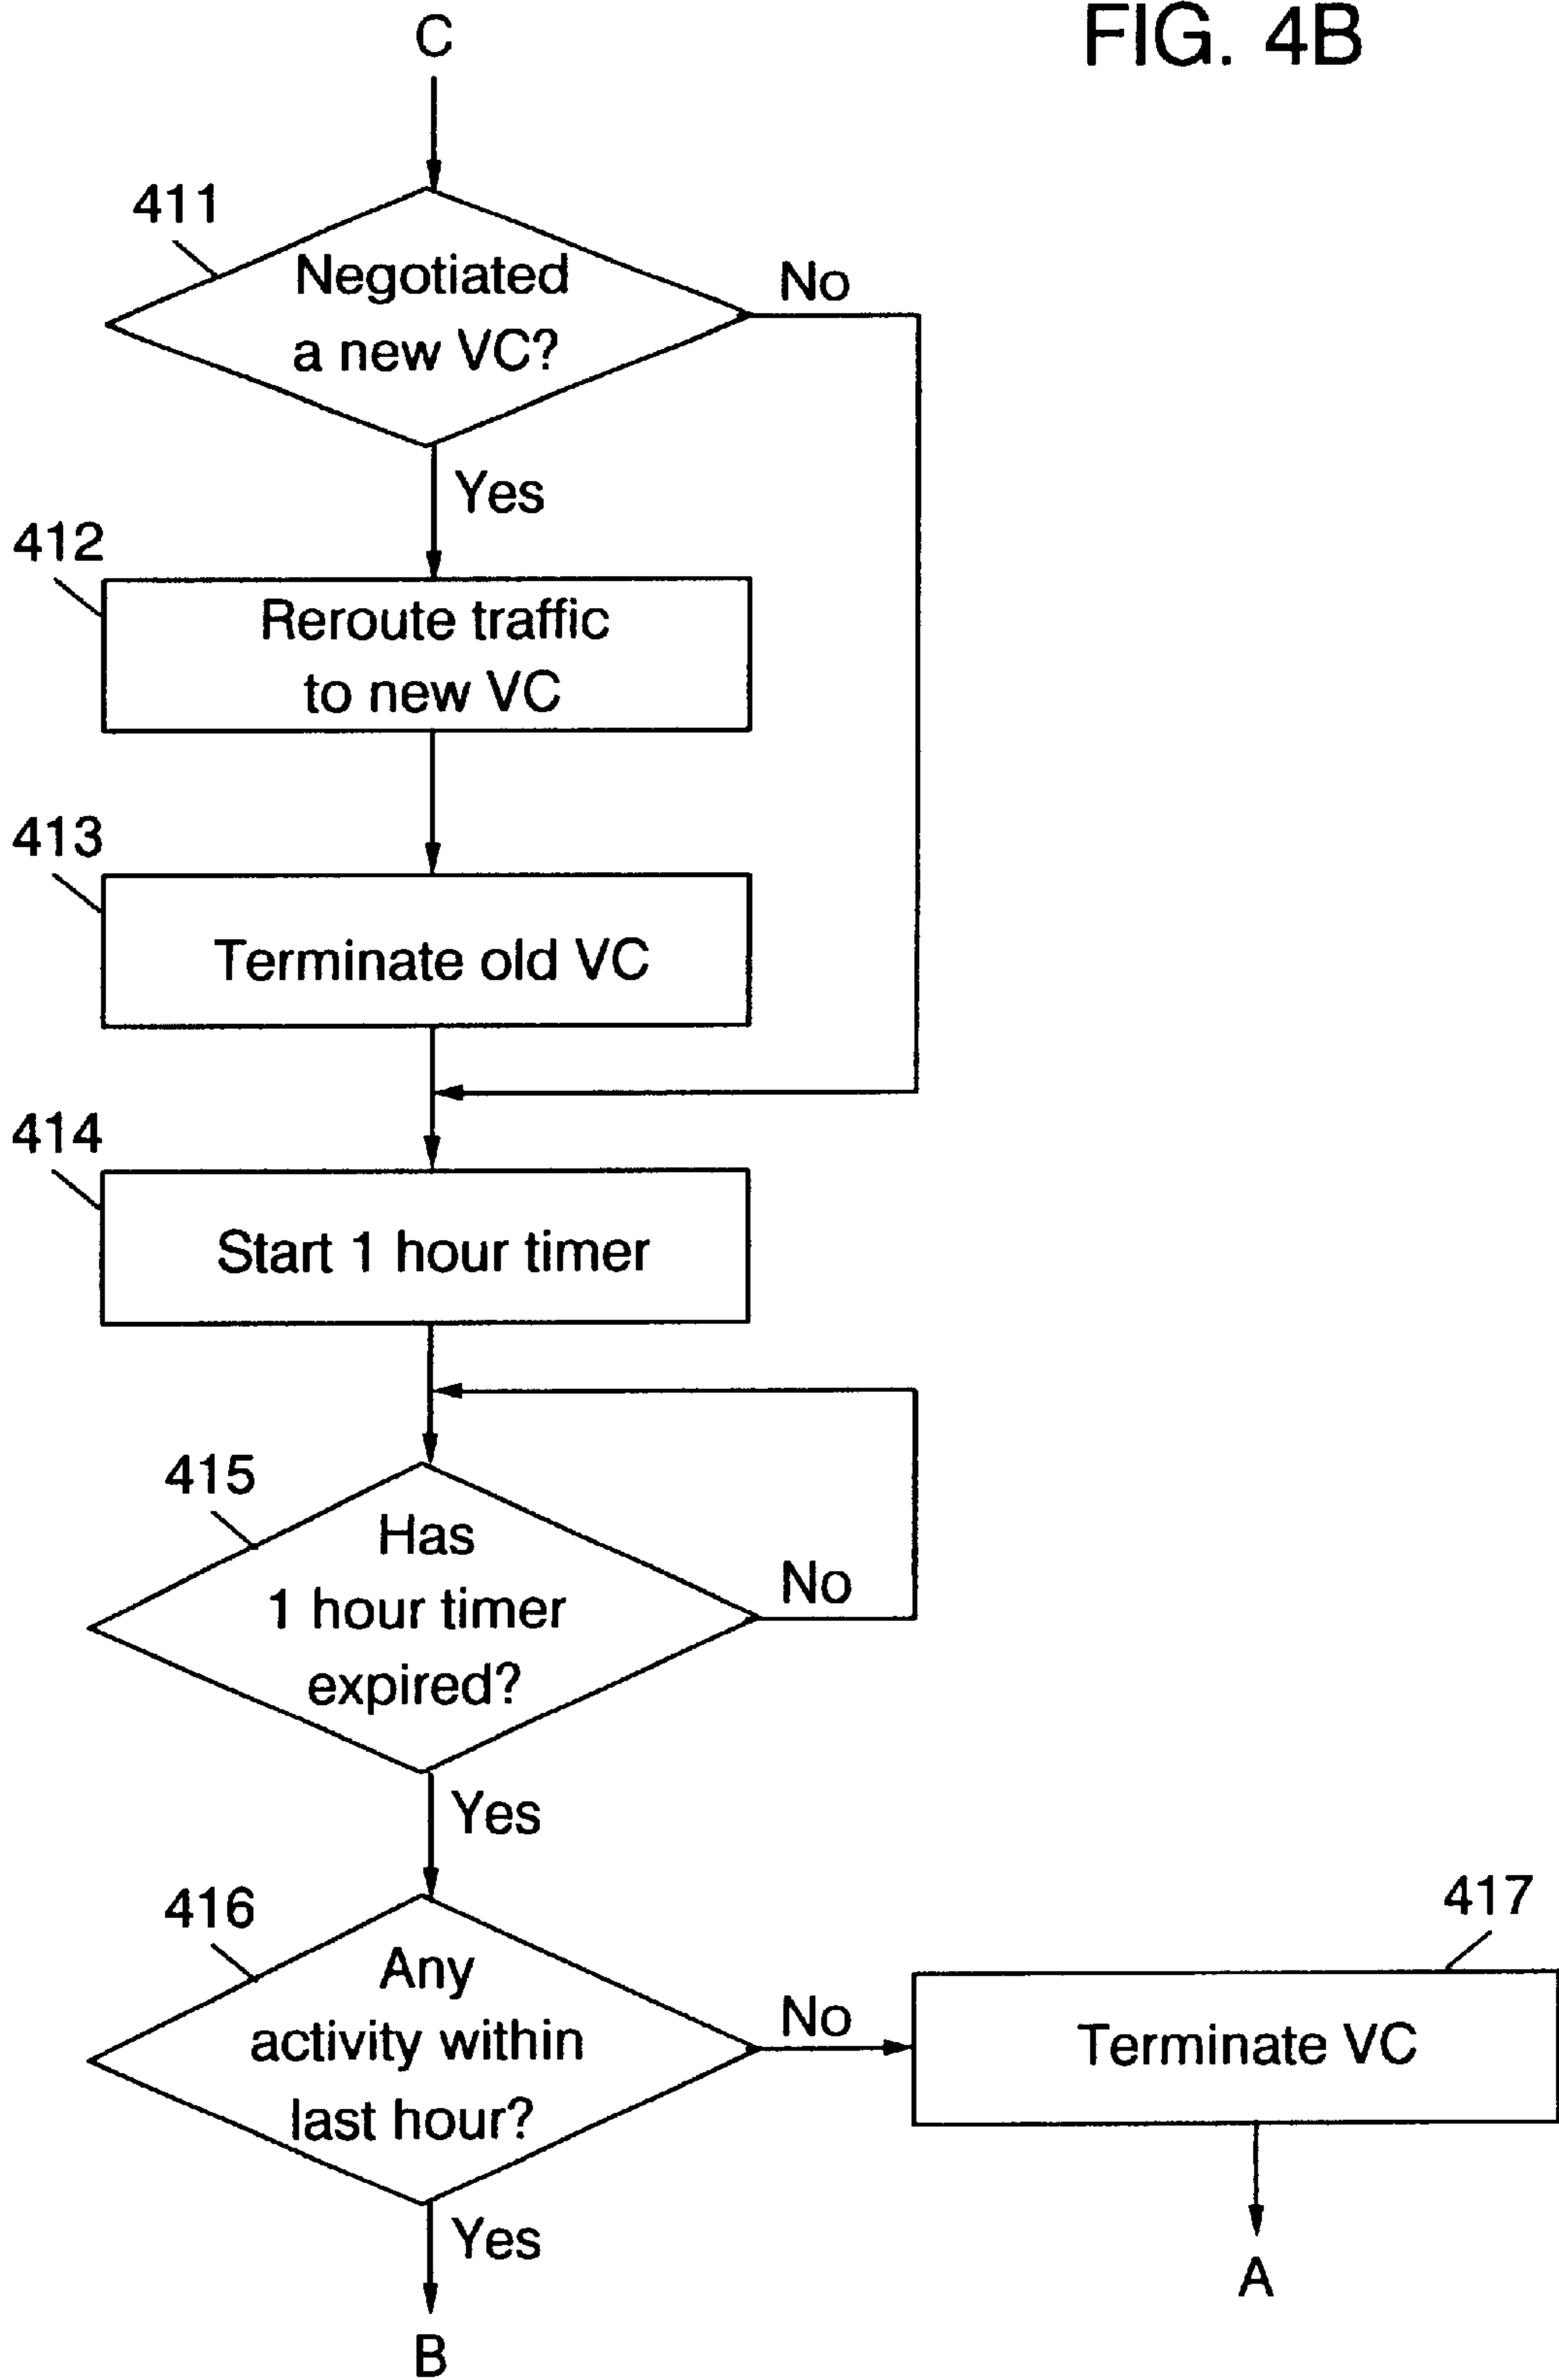 FIG. 4B
C
411
Negotiated
a new VC?
No
Yes
412
Reroute traffic
to new VC
413
Terminate old VC
414
Start 1 hour timer
415
Has
1 hour timer
expired?
No
Yes
416
Any
activity within
last hour?
No
417
Terminate VC
Yes
A
B